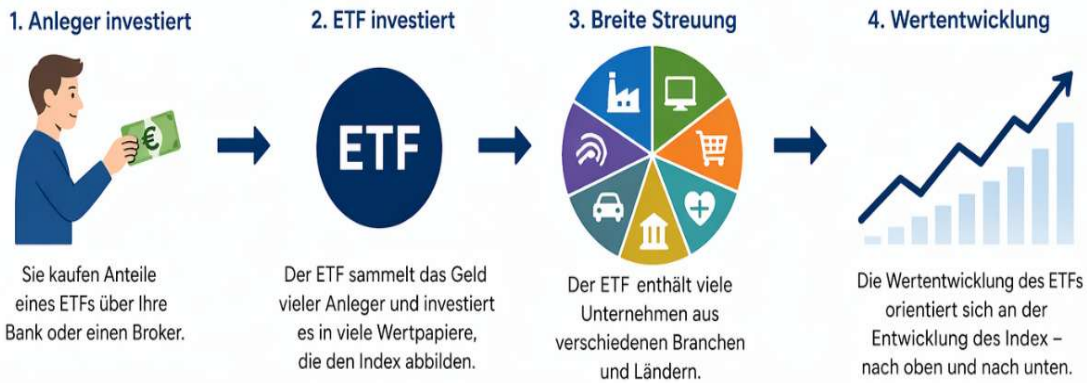 1. Anleger investiert
Sie kaufen Anteile
eines ETFs über Ihre
Bank oder einen Broker.
2. ETF investiert
ETF
Der ETF sammelt das Geld
vieler Anleger und investiert
es in viele Wertpapiere,
die den Index abbilden.
3. Breite Streuung
Der ETF enthält viele
Unternehmen aus
verschiedenen Branchen
und Ländern.
4. Wertentwicklung
Die Wertentwicklung des ETFs
orientiert sich an der
Entwicklung des Index –
nach oben und nach unten.